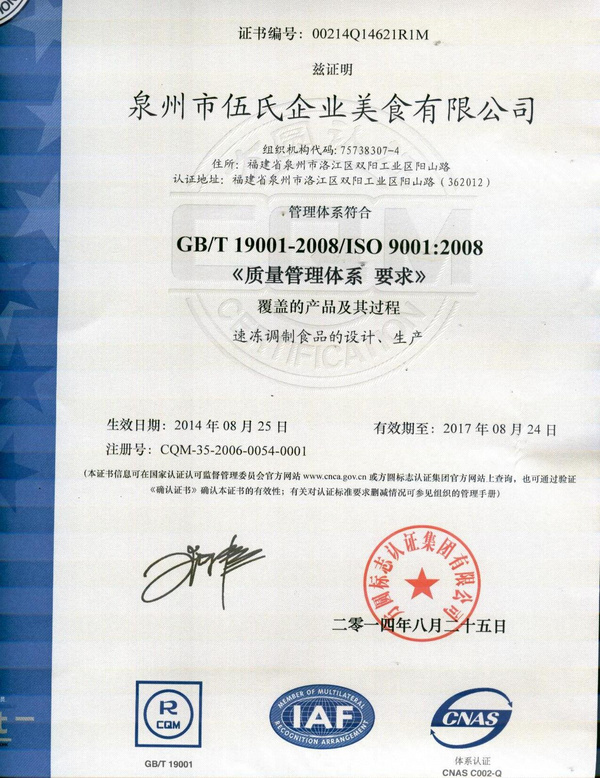 证书编号：00214Q14621R1M
兹证明
泉州市伍氏企业美食有限公司
组织机构代码：75738307-4
住所：福建省泉州市洛江区双阳工业区阳山路
认证地址：福建省泉州市洛江区双阳工业区阳山路（362012）
管理体系符合
GB/T 19001-2008/ISO 9001:2008
《质量管理体系 要求》
覆盖的产品及其过程
速冻调制食品的设计、生产
CQM
CERTIFICATION
生效日期：2014 年 08 月 25 日
有效期至：2017 年 08 月 24 日
注册号：CQM-35-2006-0054-0001
（本证书信息可在国家认证认可监督管理委员会官方网站 www.cnca.gov.cn 或方圆标志认证集团官方网站上查询，也可通过验证
《确认证书》确认本证书的有效性；有关对认证标准要求删减情况可参见组织的管理手册）
方圆标志认证集团有限公司
二零一四年八月二十五日
R
CQM
GB/T 19001
MEMBER OF MULTILATERAL
IAF
RECOGNITION ARRANGEMENT
CNAS
体系认证
CNAS C002-Q